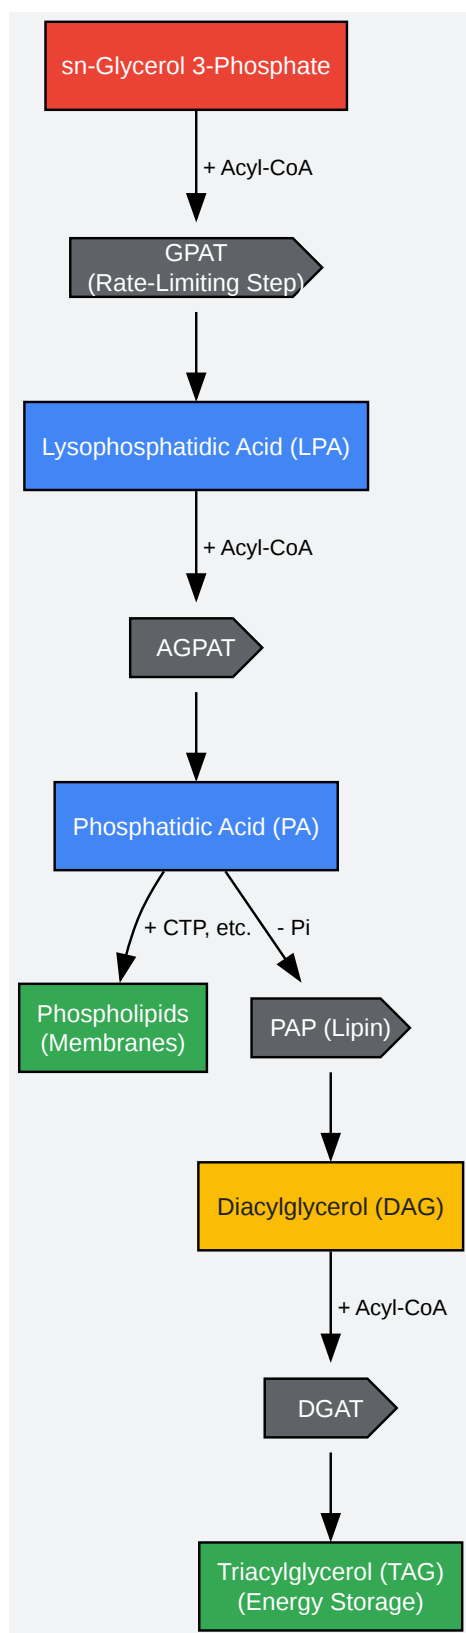 sn-Glycerol 3-Phosphate
+ Acyl-CoA
GPAT
(Rate-Limiting Step)
Lysophosphatidic Acid (LPA)
+ Acyl-CoA
AGPAT
Phosphatidic Acid (PA)
+ CTP, etc.
- Pi
Phospholipids
(Membranes)
PAP (Lipin)
Diacylglycerol (DAG)
+ Acyl-CoA
DGAT
Triacylglycerol (TAG)
(Energy Storage)